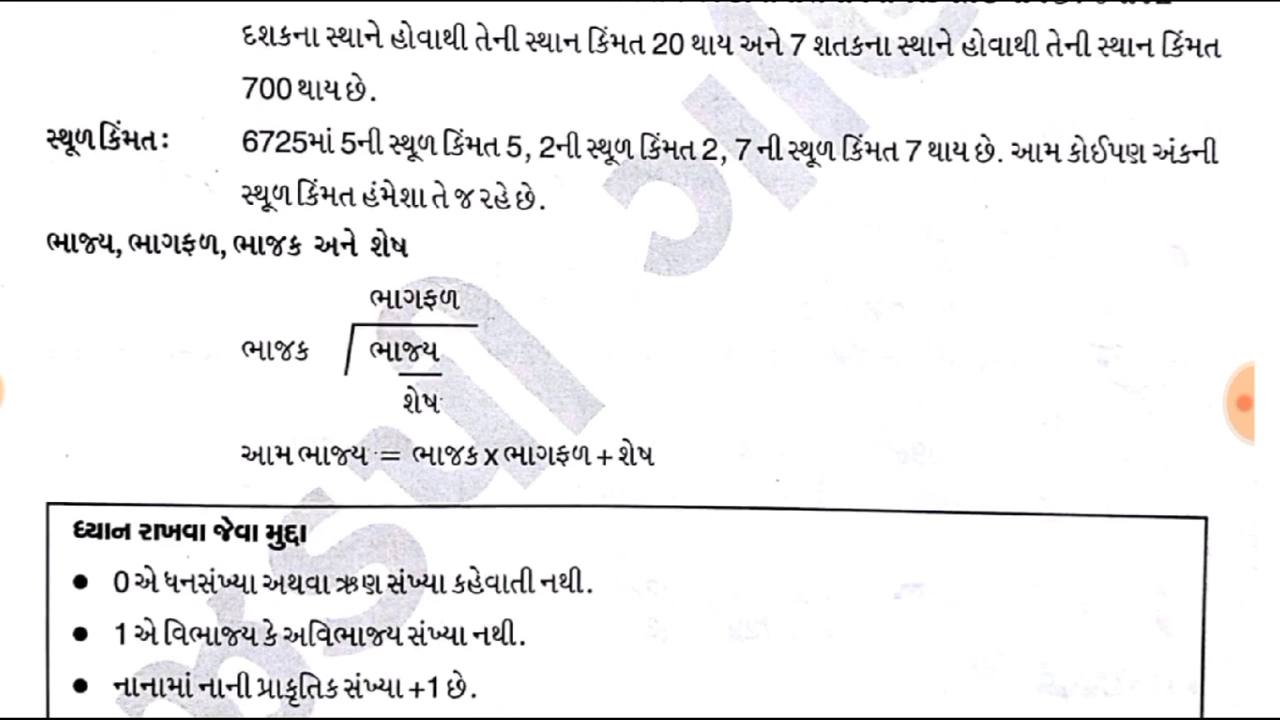 દશકના સ્થાને હોવાથી તેની સ્થાન કિંમત 20 થાય અને 7 શતકના સ્થાને હોવાથી તેની સ્થાન કિંમત
700 થાય છે.
સ્થૂળ કિંમત : 6725માં 5ની સ્થૂળ કિંમત 5, 2ની સ્થૂળ કિંમત 2, 7 ની સ્થૂળ કિંમત 7 થાય છે. આમ કોઈપણ અંકની
સ્થૂળ કિંમત હંમેશા તે જ રહે છે.
ભાજ્ય, ભાગફળ, ભાજક અને શેષ
ભાગફળ
ભાજક ભાજ્ય
શેષ
આમ ભાજ્ય = ભાજક x ભાગફળ + શેષ
ધ્યાન રાખવા જેવા મુદ્દા
• 0 એ ધનસંખ્યા અથવા ઋણ સંખ્યા કહેવાતી નથી.
• 1 એ વિભાજ્ય કે અવિભાજ્ય સંખ્યા નથી.
• નાનામાં નાની પ્રાકૃતિક સંખ્યા +1 છે.